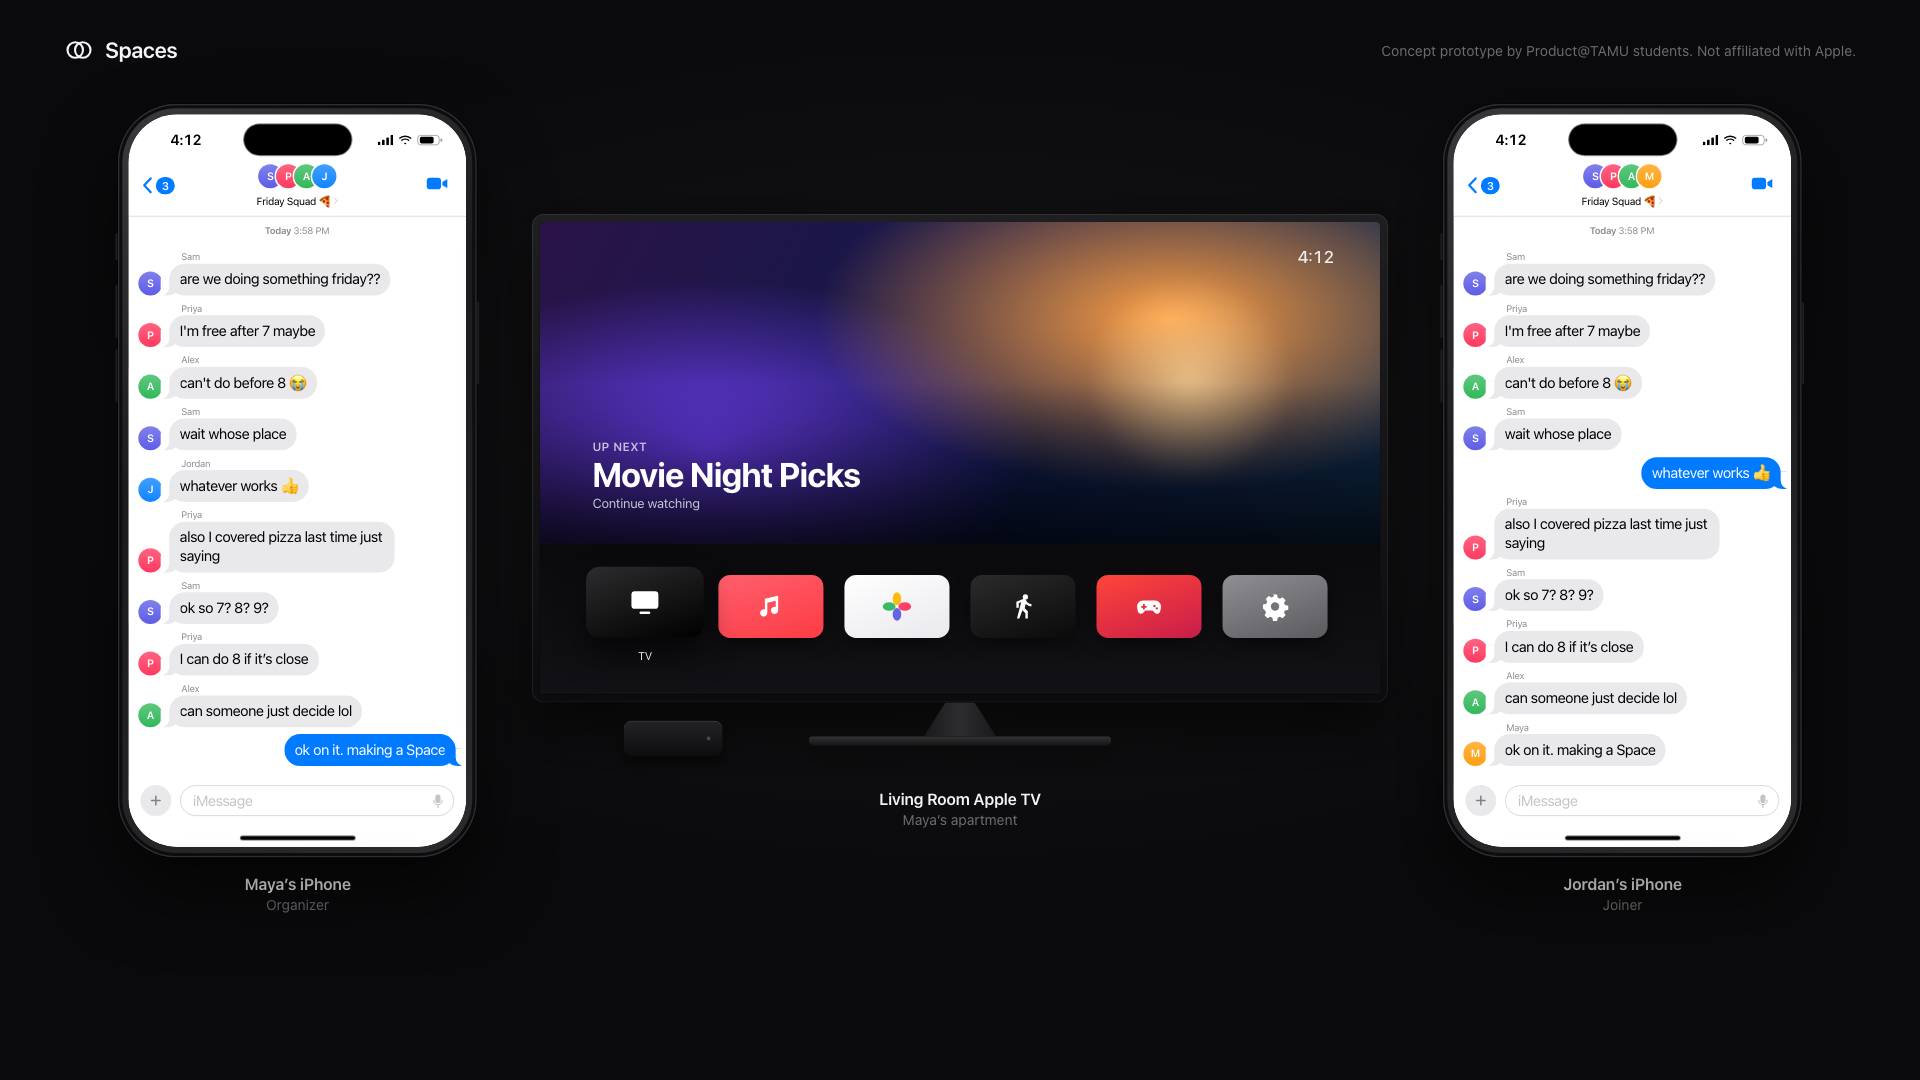 Spaces
Concept prototype by Product@TAMU students. Not affiliated with Apple.
4:12
3
S P A J
Friday Squad 🍕
Today 3:58 PM
Sam
S
are we doing something friday??
Priya
P
I'm free after 7 maybe
Alex
A
can't do before 8 😭
Sam
S
wait whose place
Jordan
J
whatever works 👍
Priya
also I covered pizza last time just
P
saying
Sam
S
ok so 7? 8? 9?
Priya
P
I can do 8 if it's close
Alex
A
can someone just decide lol
ok on it. making a Space
iMessage
Maya's iPhone
Organizer
4:12
UP NEXT
Movie Night Picks
Continue watching
TV
Living Room Apple TV
Maya's apartment
4:12
3
S P A M
Friday Squad 🍕
Today 3:58 PM
Sam
S
are we doing something friday??
Priya
P
I'm free after 7 maybe
Alex
A
can't do before 8 😭
Sam
S
wait whose place
whatever works 👍
Priya
also I covered pizza last time just
P
saying
Sam
S
ok so 7? 8? 9?
Priya
P
I can do 8 if it's close
Alex
A
can someone just decide lol
Maya
M
ok on it. making a Space
iMessage
Jordan's iPhone
Joiner